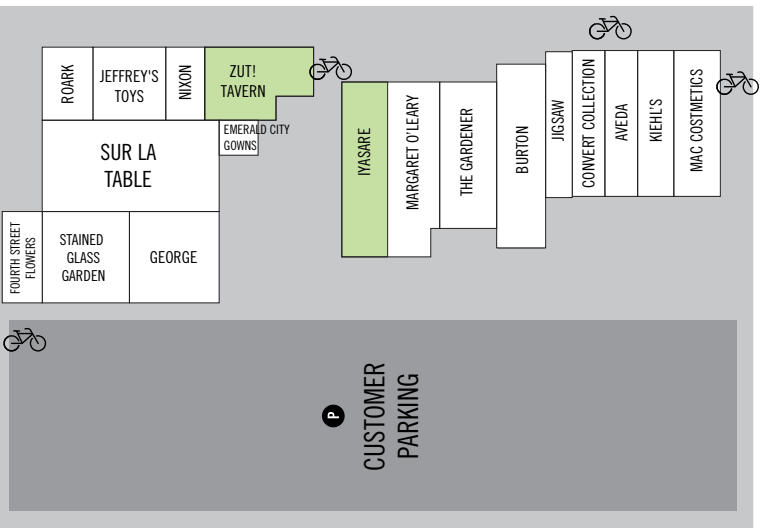 ROARK
JEFFREY'S
TOYS
NIXON
ZUT!
TAVERN
EMERALD CITY
GOWNS
SUR LA
TABLE
FOURTH STREET
FLOWERS
STAINED
GLASS
GARDEN
GEORGE
IYASARE
MARGARET O'LEARY
THE GARDENER
BURTON
JIGSAW
CONVERT COLLECTION
AVEDA
KIEHL'S
MAC COSTMETICS
P
CUSTOMER
PARKING